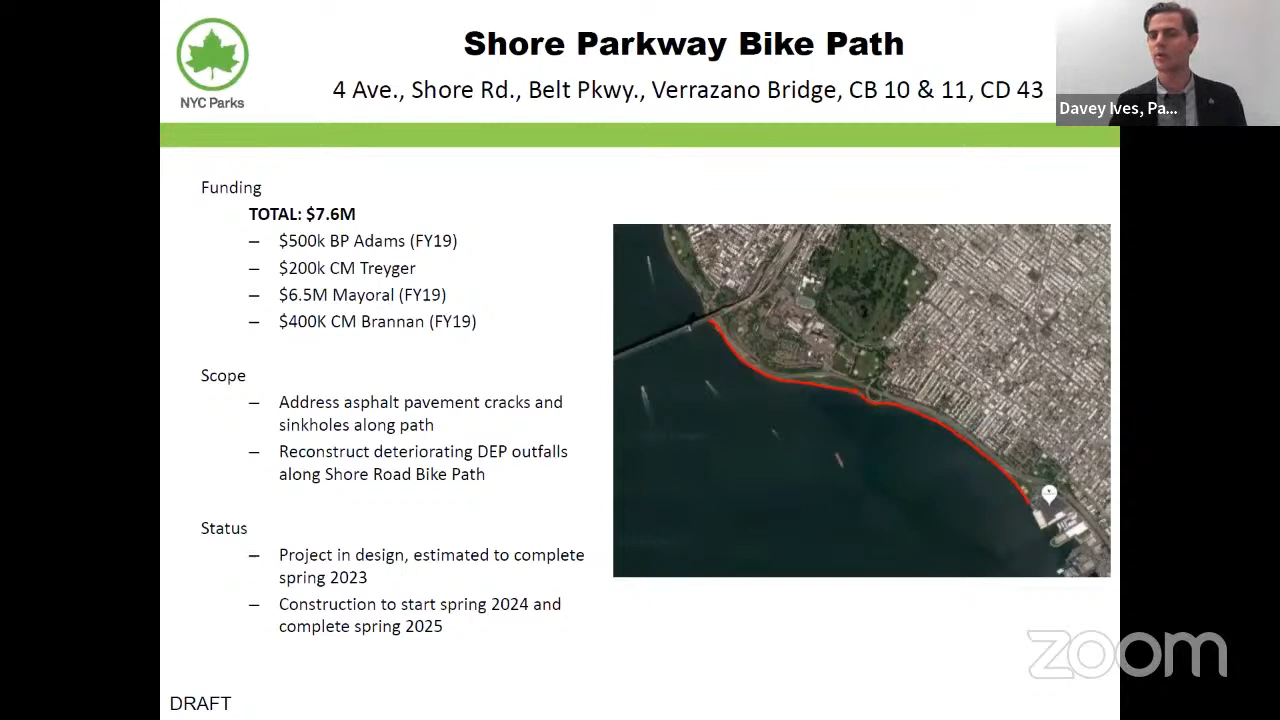 Shore Parkway Bike Path
NYC Parks
4 Ave., Shore Rd., Belt Pkwy., Verrazano Bridge, CB 10 & 11, CD 43
Davey Ives, Pa...
Funding
TOTAL: $7.6M
– $500k BP Adams (FY19)
– $200k CM Treyger
– $6.5M Mayoral (FY19)
– $400K CM Brannan (FY19)
Scope
– Address asphalt pavement cracks and
sinkholes along path
– Reconstruct deteriorating DEP outfalls
along Shore Road Bike Path
Status
– Project in design, estimated to complete
spring 2023
– Construction to start spring 2024 and
complete spring 2025
zoom
DRAFT